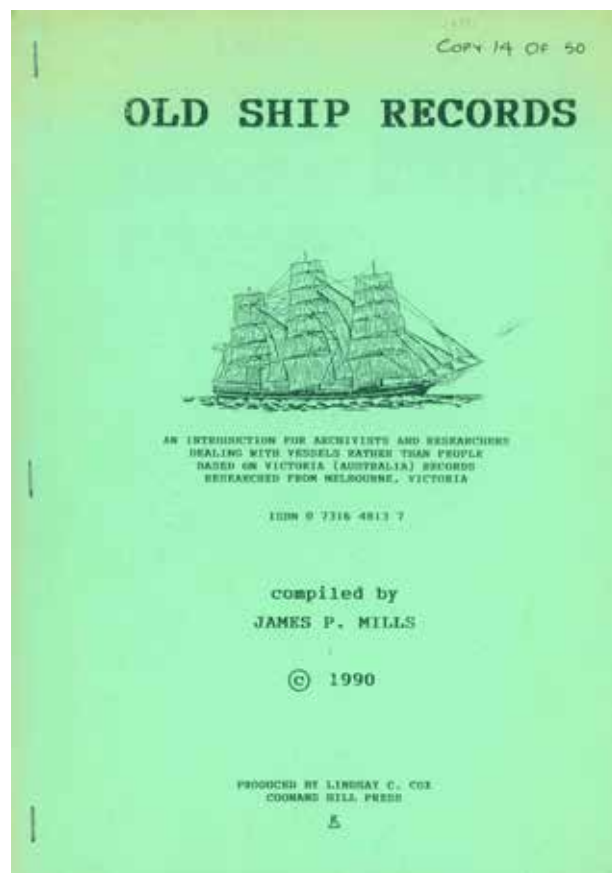 COPY 14 OF 50
OLD SHIP RECORDS
AN INTRODUCTION FOR ARCHIVISTS AND RESEARCHERS
DEALING WITH VESSELS RATHER THAN PEOPLE
BASED ON VICTORIA (AUSTRALIA) RECORDS
RESEARCHED FROM MELBOURNE, VICTORIA
ISBN 0 7316 4813 7
compiled by
JAMES P. MILLS
© 1990
PRODUCED BY LINDSAY C. COX
HILL PRESS